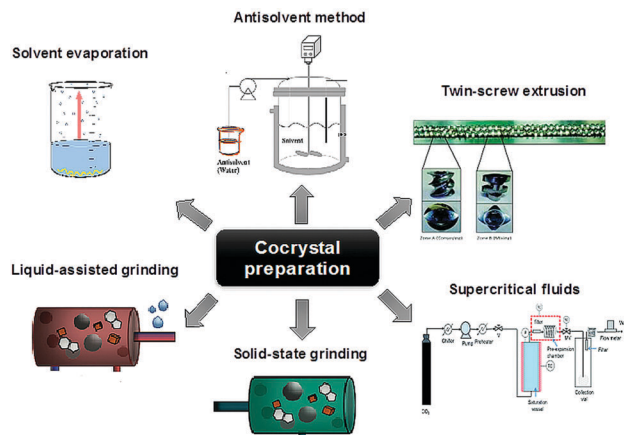 Antisolvent method
Solvent evaporation
Twin-screw extrusion
Solvent
Antisolvent
(Water)
Cocrystal
preparation
Liquid-assisted grinding
Supercritical fluids
Solid-state grinding
Chiller
Pump
Preheater
V
Filter
Pre-expansion
chamber
MV
Flow meter
Filter
Saturation
vessel
Collection
vial
CO₂